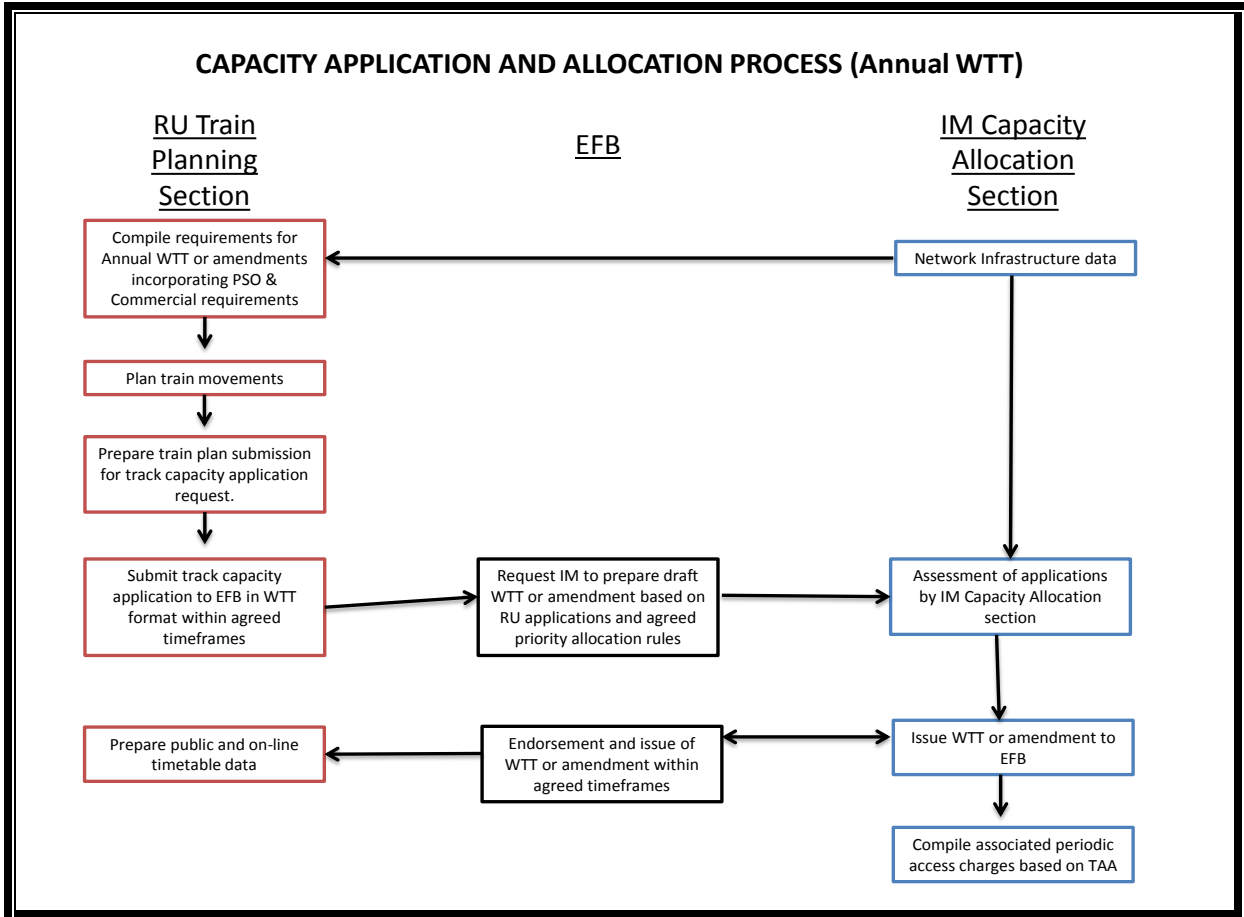 CAPACITY APPLICATION AND ALLOCATION PROCESS (Annual WTT)
RU Train
Planning
Section
EFB
IM Capacity
Allocation
Section
Compile requirements for
Annual WTT or amendments
incorporating PSO &
Commercial requirements
Network Infrastructure data
Plan train movements
Prepare train plan submission
for track capacity application
request.
Submit track capacity
application to EFB in WTT
format within agreed
timeframes
Request IM to prepare draft
WTT or amendment based on
RU applications and agreed
priority allocation rules
Assessment of applications
by IM Capacity Allocation
section
Prepare public and on-line
timetable data
Endorsement and issue of
WTT or amendment within
agreed timeframes
Issue WTT or amendment to
EFB
Compile associated periodic
access charges based on TAA